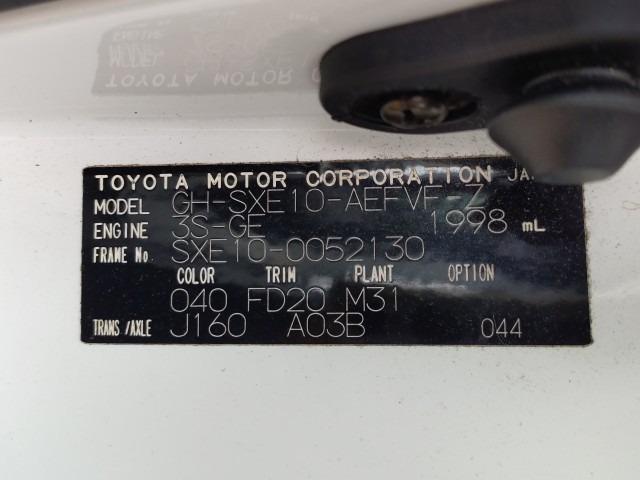 TOYOTA MOTOR CORPORATION JA
MODEL GH-SXE10-AEFVF-Z
ENGINE 3S-GE 1998 mL
FRAME No. SXE10-0052130
COLOR TRIM PLANT OPTION
040 FD20 M31
TRANS/AXLE J160 A03B 044